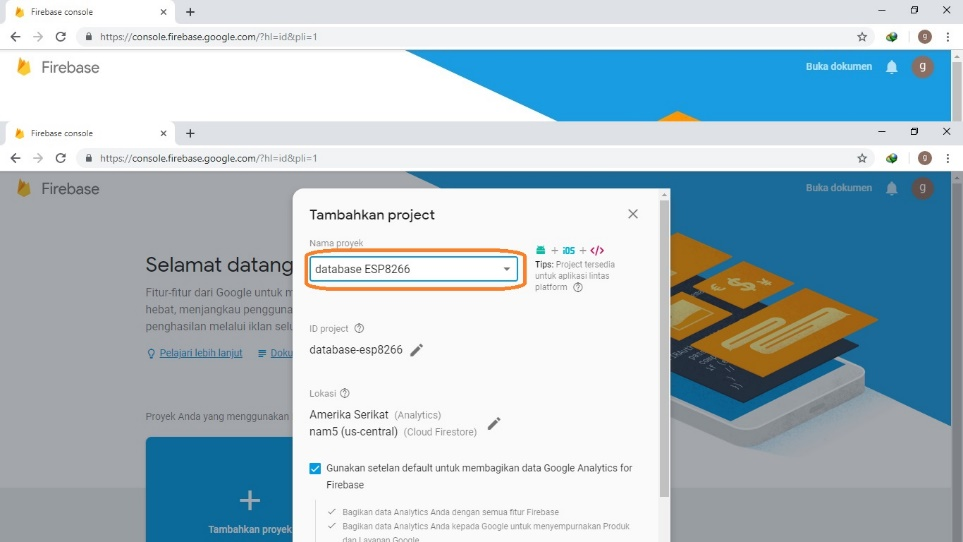 Firebase console
https://console.firebase.google.com/?hl=id&pli=1
g
Firebase
Buka dokumen
g
Firebase console
https://console.firebase.google.com/?hl=id&pli=1
g
Firebase
Buka dokumen
g
Tambahkan project
Nama proyek
database ESP8266
+ iOS + </>
Tips: Project tersedia
untuk aplikasi lintas
platform
ID project
database-esp8266
Lokasi
Amerika Serikat (Analytics)
nam5 (us-central) (Cloud Firestore)
Gunakan setelan default untuk membagikan data Google Analytics for
Firebase
Bagikan data Analytics Anda dengan semua fitur Firebase
Bagikan data Analytics Anda kepada Google untuk menyempurnakan Produk
dan Layanan Google
Selamat datang
Fitur-fitur dari Google untuk m
hebat, menjangkau pengguna
penghasilan melalui iklan selu
Pelajari lebih lanjut
Doku
Proyek Anda yang menggunakan
Tambahkan proyek